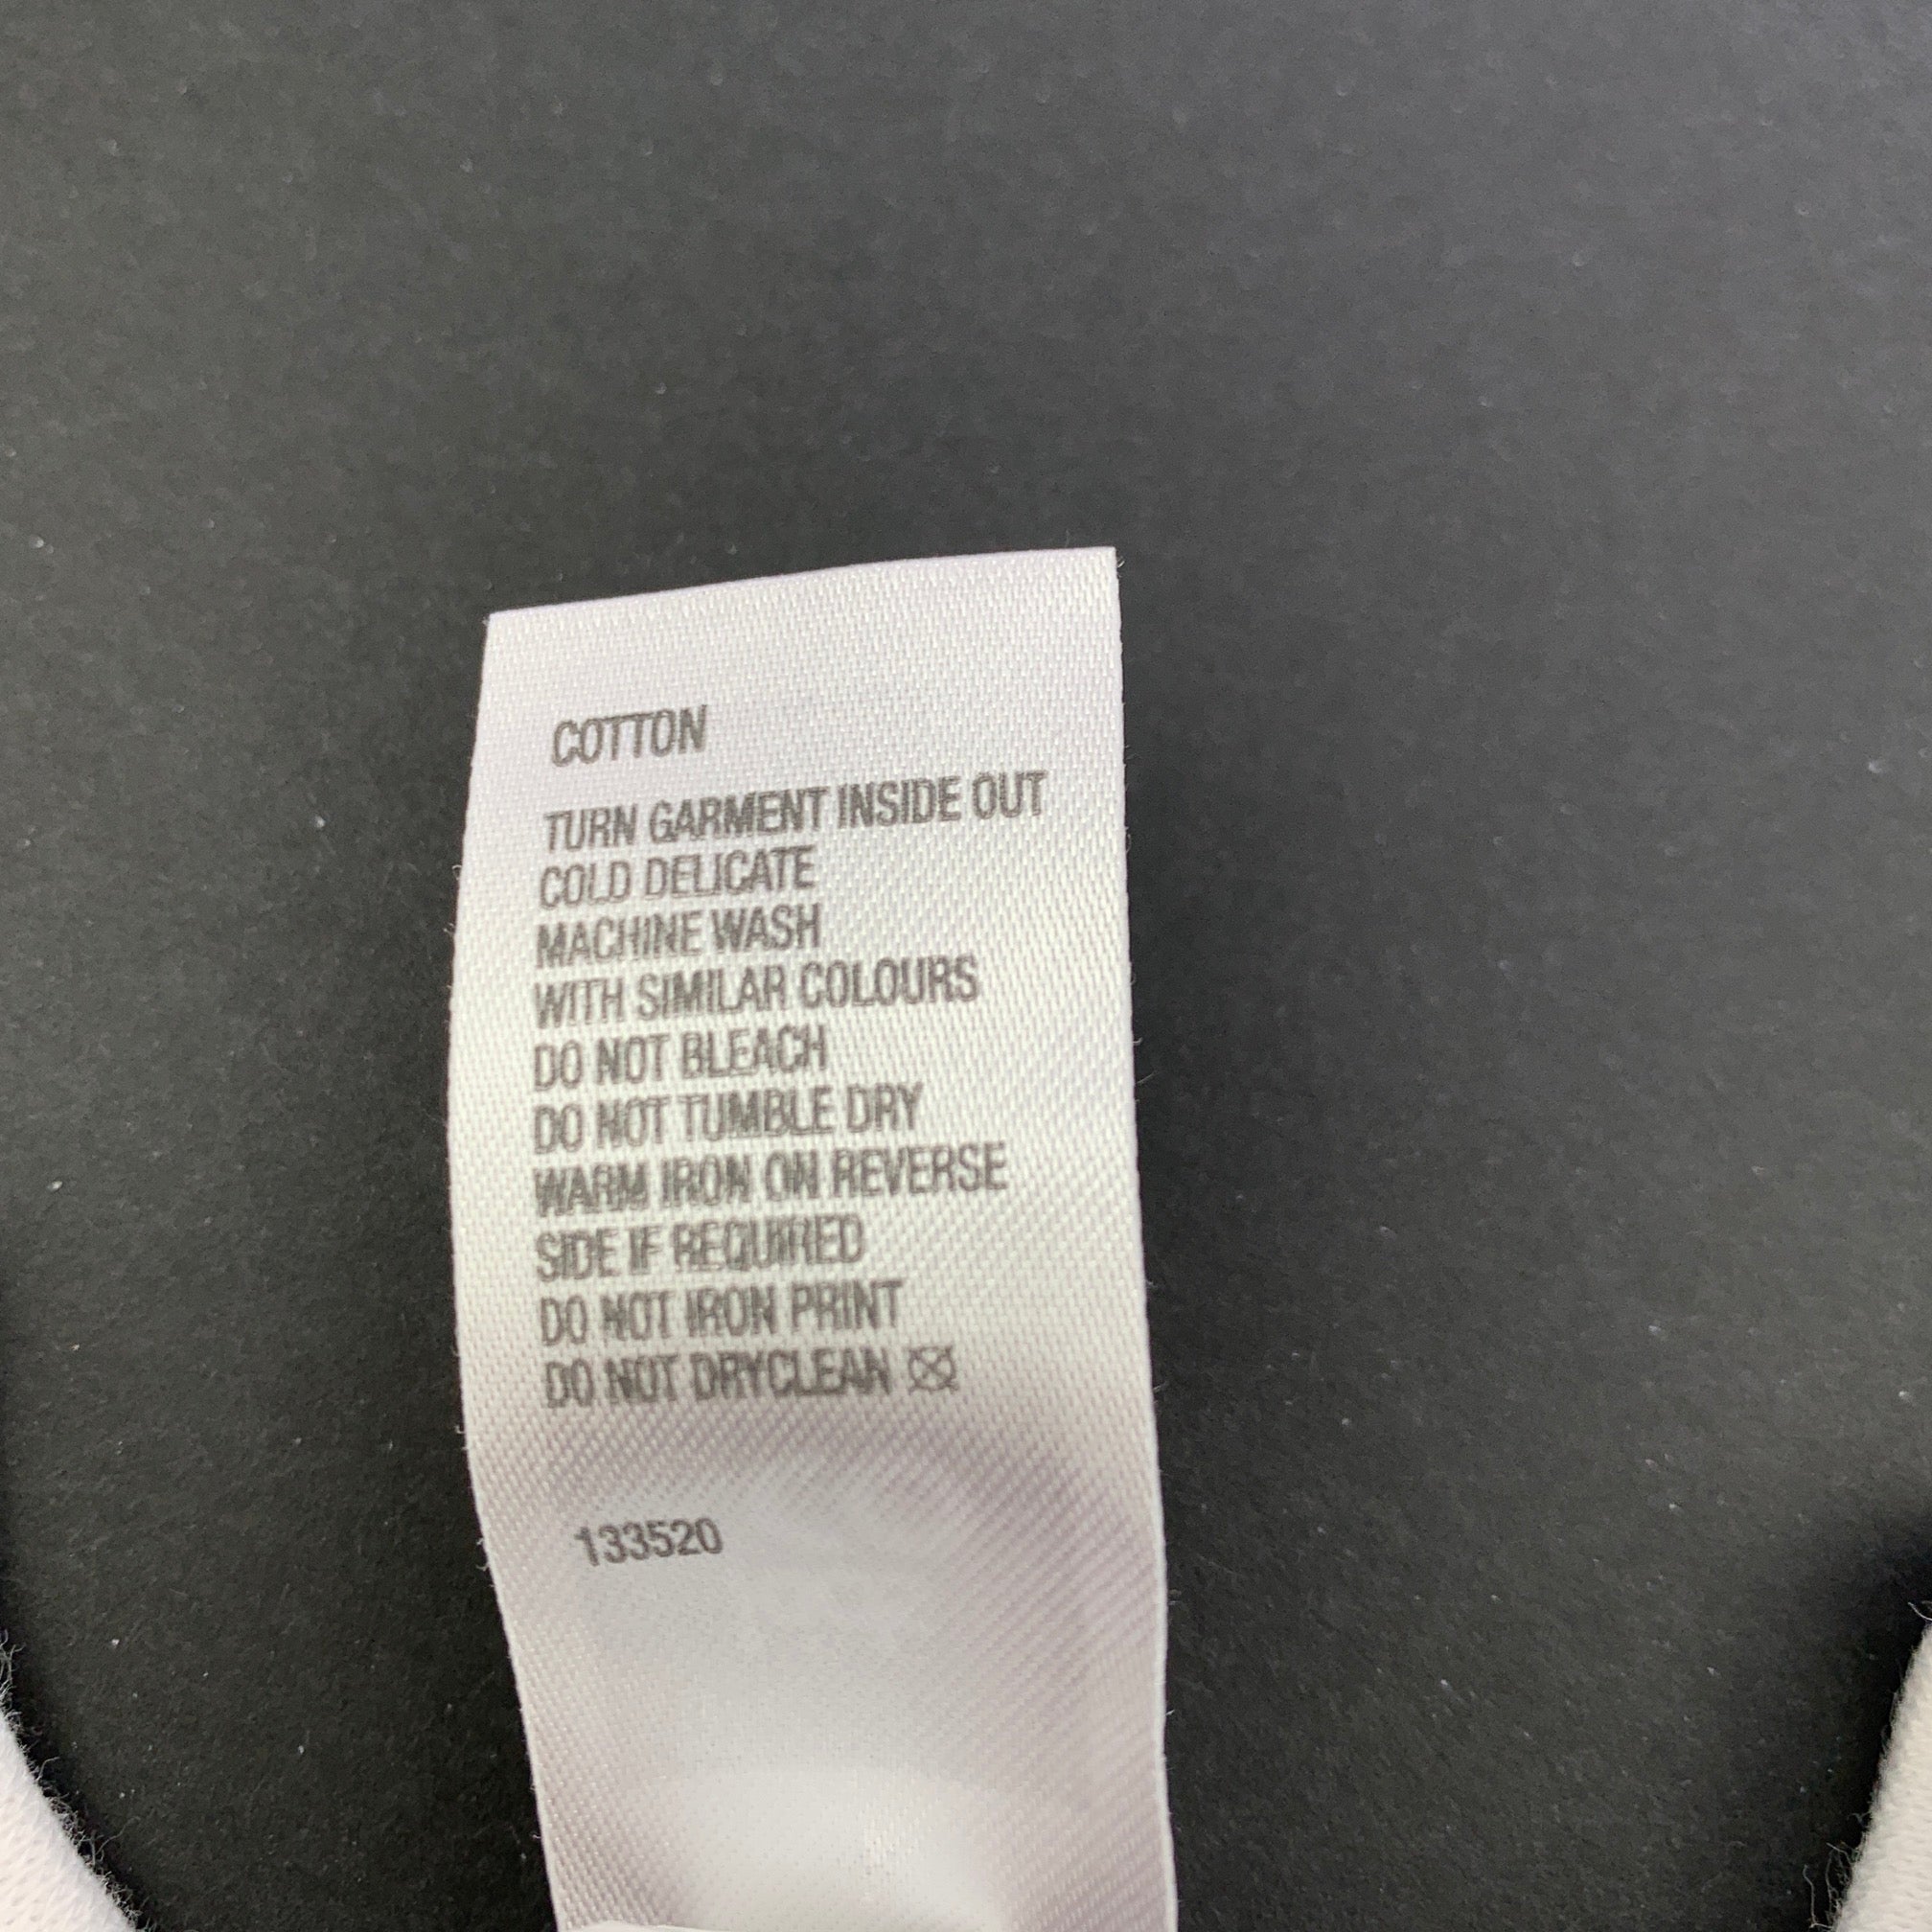 COTTON
TURN GARMENT INSIDE OUT
COLD DELICATE
MACHINE WASH
WITH SIMILAR COLOURS
DO NOT BLEACH
DO NOT TUMBLE DRY
WARM IRON ON REVERSE
SIDE IF REQUIRED
DO NOT IRON PRINT
DO NOT DRYCLEAN
133520